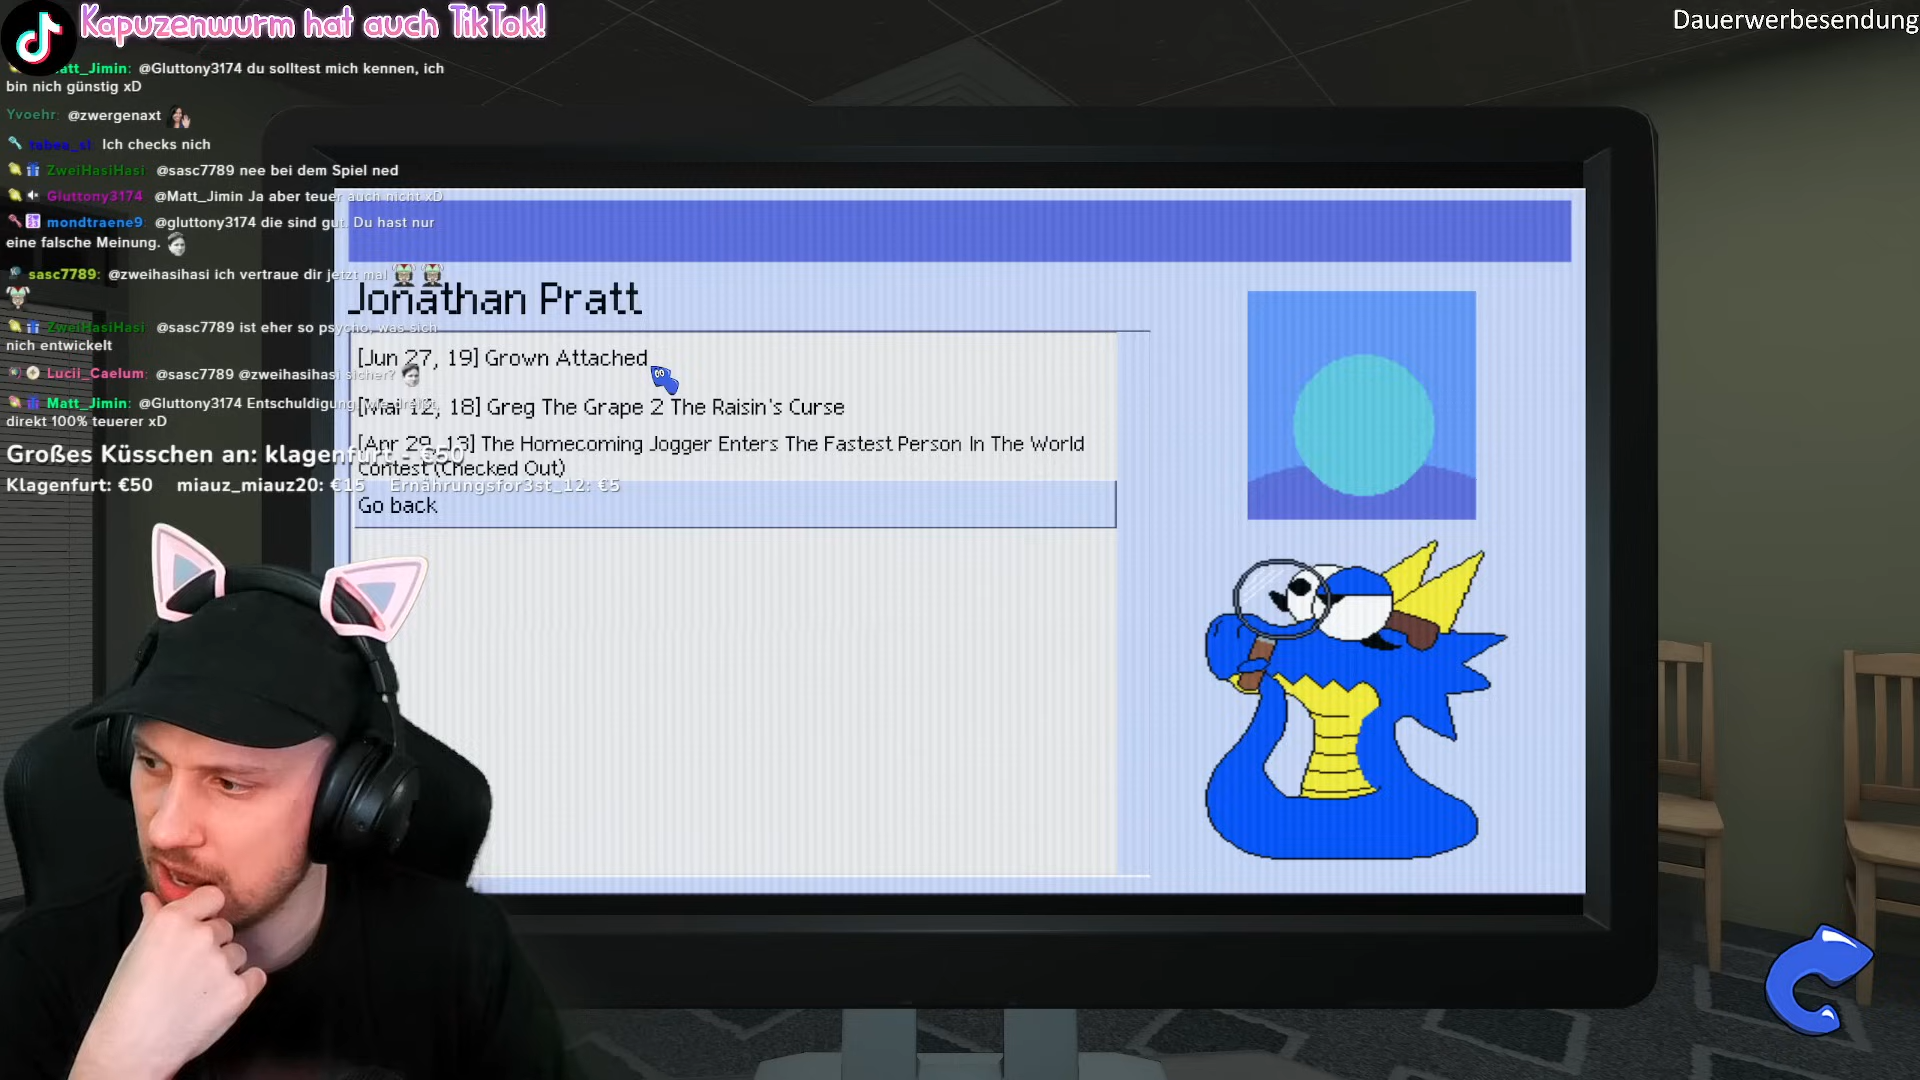 Kapuzenwurm hat auch TikTok!
Dauerwerbesendung
att_Jimin: @Gluttony3174 du solltest mich kennen, ich
bin nich günstig xD
Yvoehr: @zwergenaxt
tabea_sl: Ich checks nich
ZweiHasiHasi: @sasc7789 nee bei dem Spiel ned
Gluttony3174 @Matt_Jimin Ja aber teuer auch nicht xD
mondtraene9: @gluttony3174 die sind gut. Du hast nur
eine falsche Meinung.
sasc7789: @zweihasihasi ich vertraue dir jetzt mal
ZweiHasiHasi: @sasc7789 ist eher so psycho, was sich
nich entwickelt
Lucii_Caelum: @sasc7789 @zweihasihasi sicher?
Matt_Jimin: @Gluttony3174 Entschuldigung, wie dreist,
direkt 100% teuerer xD
Großes Küsschen an: klagenfurt - €50
Klagenfurt: €50 miauz_miauz20: €15 Ernährungsfor3st_12: €5
Jonathan Pratt
[Jun 27, 19] Grown Attached
[Mar 12, 18] Greg The Grape 2 The Raisin's Curse
[Apr 29, 13] The Homecoming Jogger Enters The Fastest Person In The World
Contest (Checked Out)
Go back